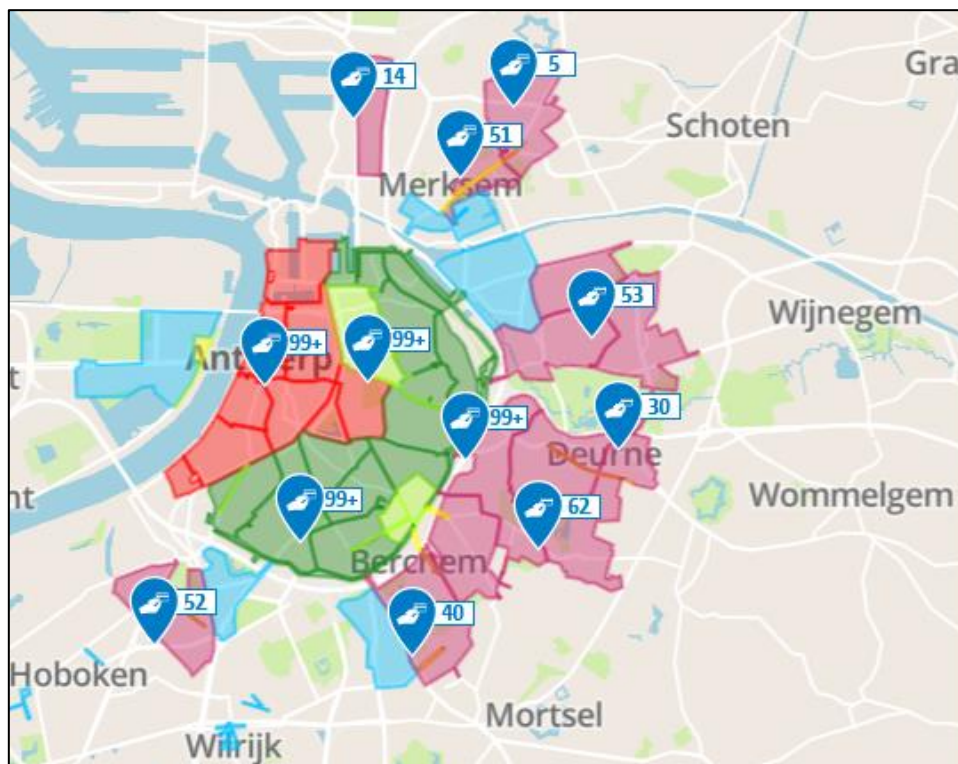 Gra
14
5
51
Schoten
Merksem
53
Wijnegem
99+
99+
Antwerp
t
30
99+
Deurne
Wommelgem
nt
99+
62
Berchem
52
40
Hoboken
Mortsel
Wilrijk